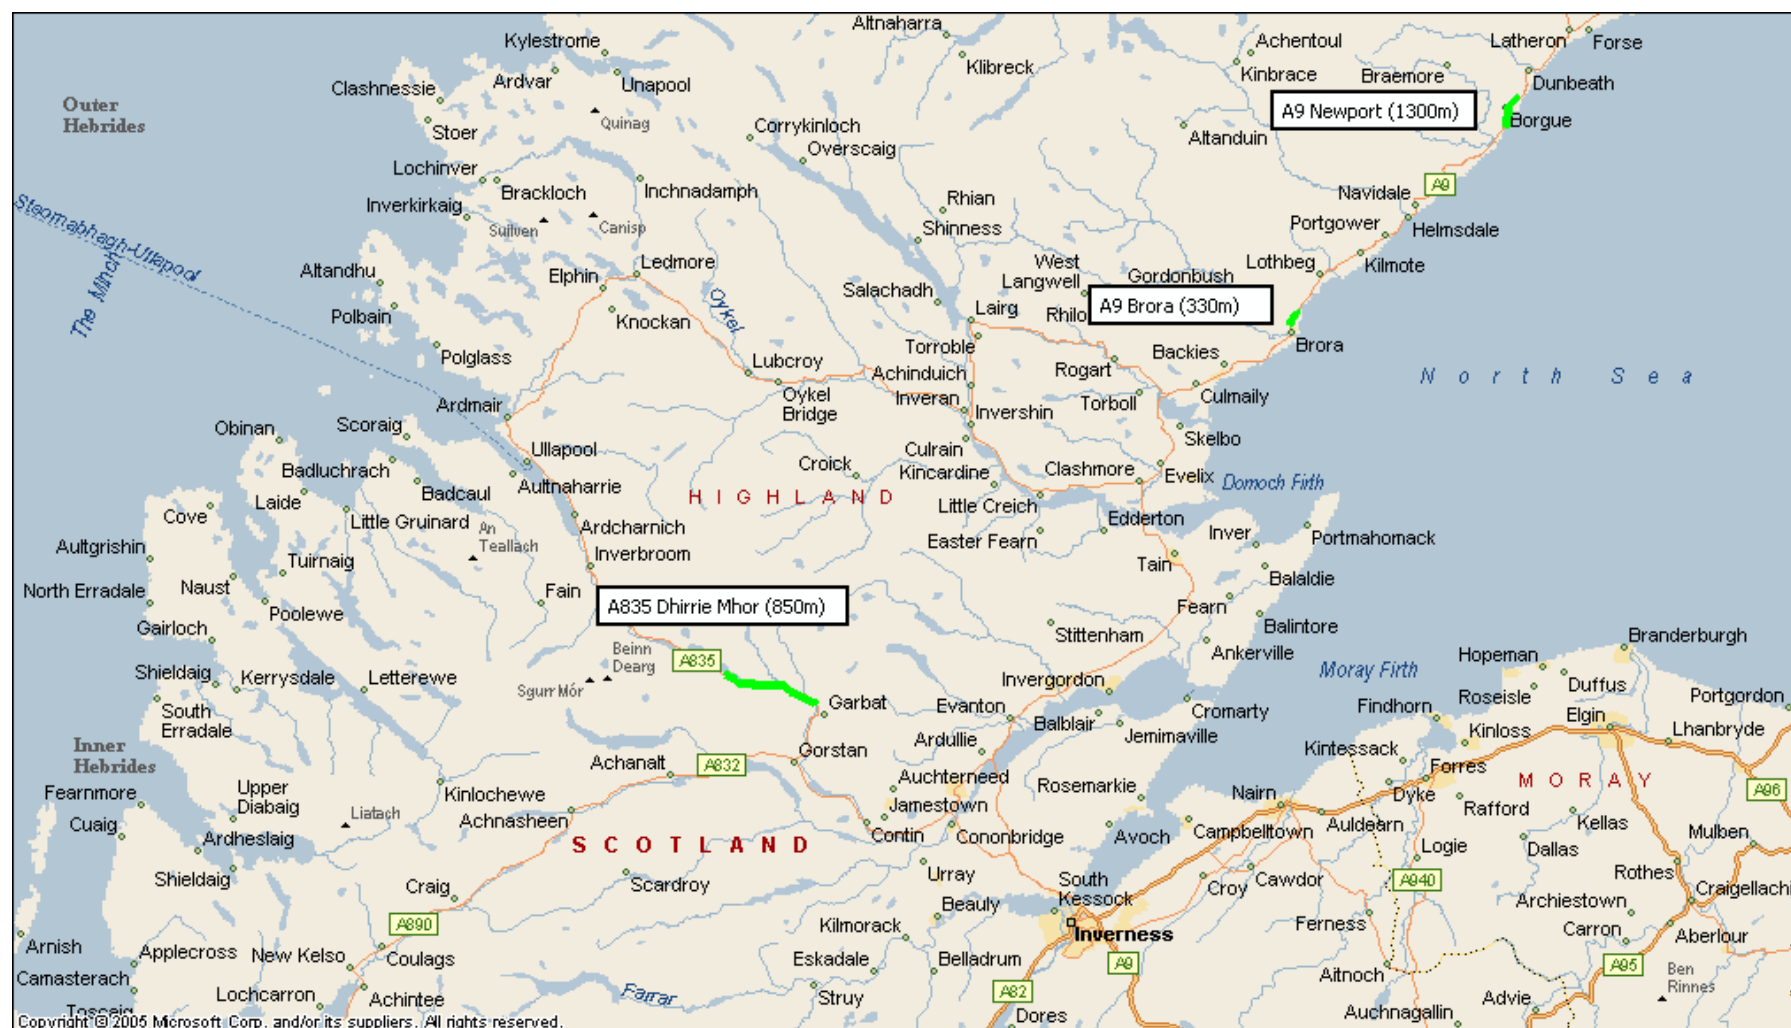 Altnaharra
Kylestrome
Achentoul
Latheron
Forse
Klibreck
Kinbrace
Braemore
Ardvar
Unapool
Dunbeath
Clashnessie
Outer
Hebrides
Quinag
A9 Newport (1300m)
Borgue
Stoer
Corrykinloch
Overscaig
Altanduin
Lochinver
Brackloch
Inchnadamph
Rhian
Navidale
A9
Inverkirkaig
Suilven
Canisp
Shinness
Portgower
Helmsdale
Steornabhagh-Ullapool
The Minch
Altandhu
Elphin
Ledmore
West
Langwell
Gordonbush
Lothbeg
Kilmote
Salachadh
Oykel
Polbain
Knockan
Lairg
Rhilo
A9 Brora (330m)
Torroble
Brora
Polglass
Lubcroy
Achinduich
Rogart
Backies
North Sea
Oykel
Bridge
Inveran
Invershin
Torboll
Culmaily
Ardmair
Obinan
Scoraig
Culrain
Skelbo
Ullapool
Croick
Kincardine
Clashmore
Evelix
Badluchrach
Badcaul
Aultnaharrie
HIGHLAND
Domoch Firth
Laide
Little Creich
Cove
Little Gruinard
An
Teallach
Ardcharnich
Edderton
Inver
Portmahomack
Aultgrishin
Inverbroom
Easter Fearn
Tuirnaig
Tain
Balaldie
North Erradale
Naust
Poolewe
Fain
A835 Dhirrie Mhor (850m)
Fearn
Gairloch
Stittenham
Balintore
Branderburgh
Beinn
Dearg
A835
Ankerville
Hopeman
Shieldaig
Kerrysdale
Letterewe
Sgurr Mór
Invergordon
Moray Firth
Roseisle
Duffus
Portgordon
South
Erradale
Garbat
Evanton
Balblair
Cromarty
Findhorn
Elgin
Inner
Hebrides
Gorstan
Ardullie
Jemimaville
Kinloss
Lhanbryde
Achanalt
A832
Kintessack
Forres
MORAY
Fearnmore
Upper
Diabaig
Kinlochewe
Auchterneed
Rosemarkie
Nairn
Dyke
Rafford
A96
Cuaig
Liatach
Achnasheen
Jamestown
Ardheslaig
Contin
Cononbridge
Avoch
Campbelltown
Auldearn
Kellas
Mulben
SCOTLAND
Logie
Dallas
Shieldaig
Craig
Scardroy
Urray
South
Kessock
Croy
Cawdor
A940
Rothes
Craigellachi
A890
Kilmorack
Beauly
Inverness
Ferness
Archiestown
Carron
Aberlour
Arnish
Applecross
New Kelso
Coulags
Eskadale
Belladrum
A9
Aitnoch
A95
Ben
Rinnes
Camasterach
Lochcarron
Achintee
Farrar
Struy
A82
Dores
Auchnagallin
Advie
Toscaig
Copyright © 2005 Microsoft Corp. and/or its suppliers. All rights reserved.